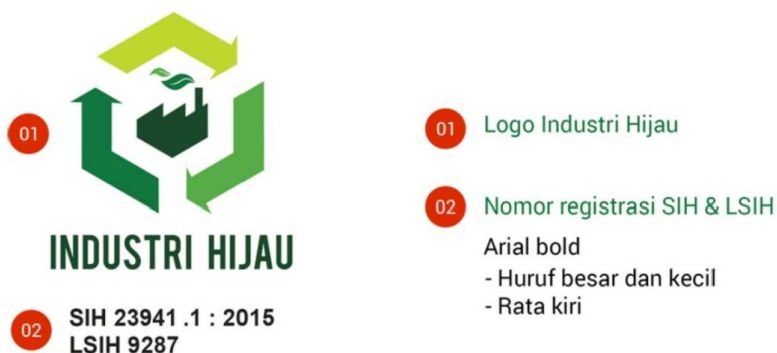 01
INDUSTRI HIJAU
02
SIH 23941 .1 : 2015
LSIH 9287
01
Logo Industri Hijau
02
Nomor registrasi SIH & LSIH
Arial bold
- Huruf besar dan kecil
- Rata kiri